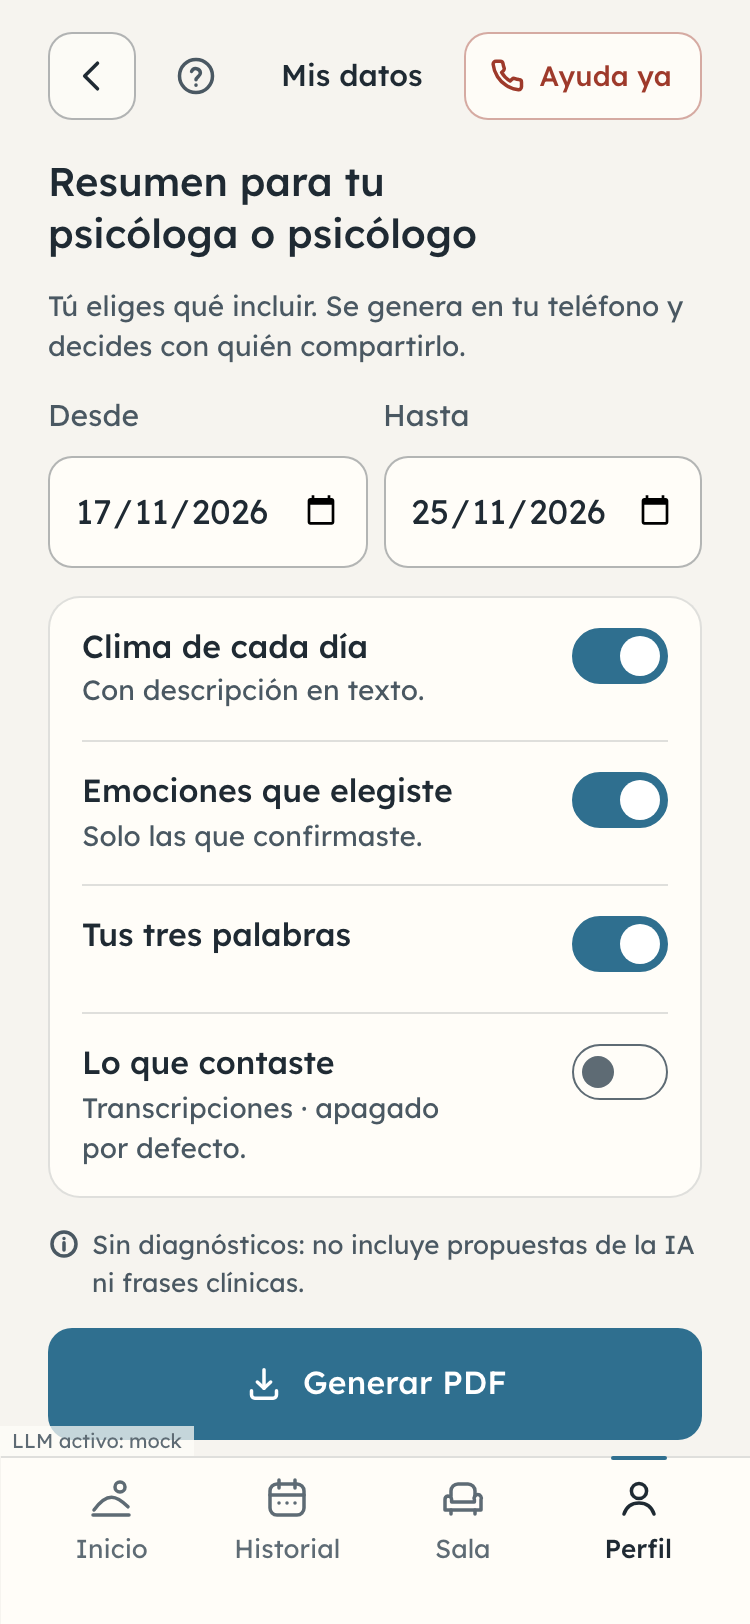 Mis datos
Ayuda ya
Resumen para tu
psicóloga o psicólogo
Tú eliges qué incluir. Se genera en tu teléfono y
decides con quién compartirlo.
Desde
Hasta
17/11/2026
25/11/2026
Clima de cada día
Con descripción en texto.
Emociones que elegiste
Solo las que confirmaste.
Tus tres palabras
Lo que contaste
Transcripciones · apagado
por defecto.
Sin diagnósticos: no incluye propuestas de la IA
ni frases clínicas.
Generar PDF
LLM activo: mock
Inicio
Historial
Sala
Perfil